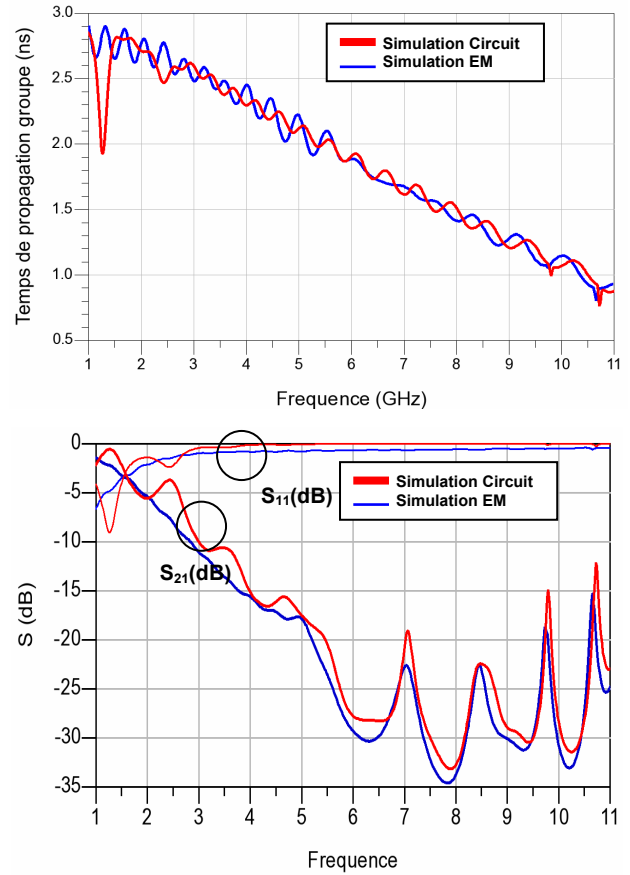 Temps de propagation groupe (ns)
3.0
2.5
2.0
1.5
1.0
0.5
Simulation Circuit
Simulation EM
1 2 3 4 5 6 7 8 9 10 11
Frequence (GHz)
S (dB)
0
-5
-10
-15
-20
-25
-30
-35
Simulation Circuit
Simulation EM
S11(dB)
S21(dB)
1 2 3 4 5 6 7 8 9 10 11
Frequence